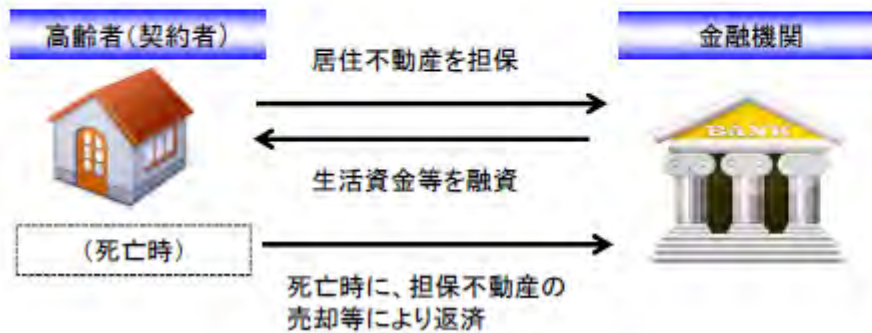 高齢者(契約者)
金融機関
居住不動産を担保
BANK
生活資金等を融資
(死亡時)
死亡時に、担保不動産の
売却等により返済